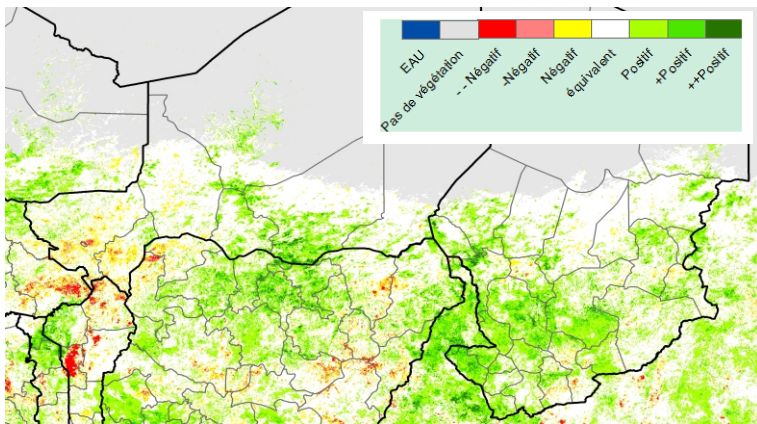 EAU
Pas de végétation
- - Négatif
-Négatif
Négatif
équivalent
Positif
+Positif
++Positif